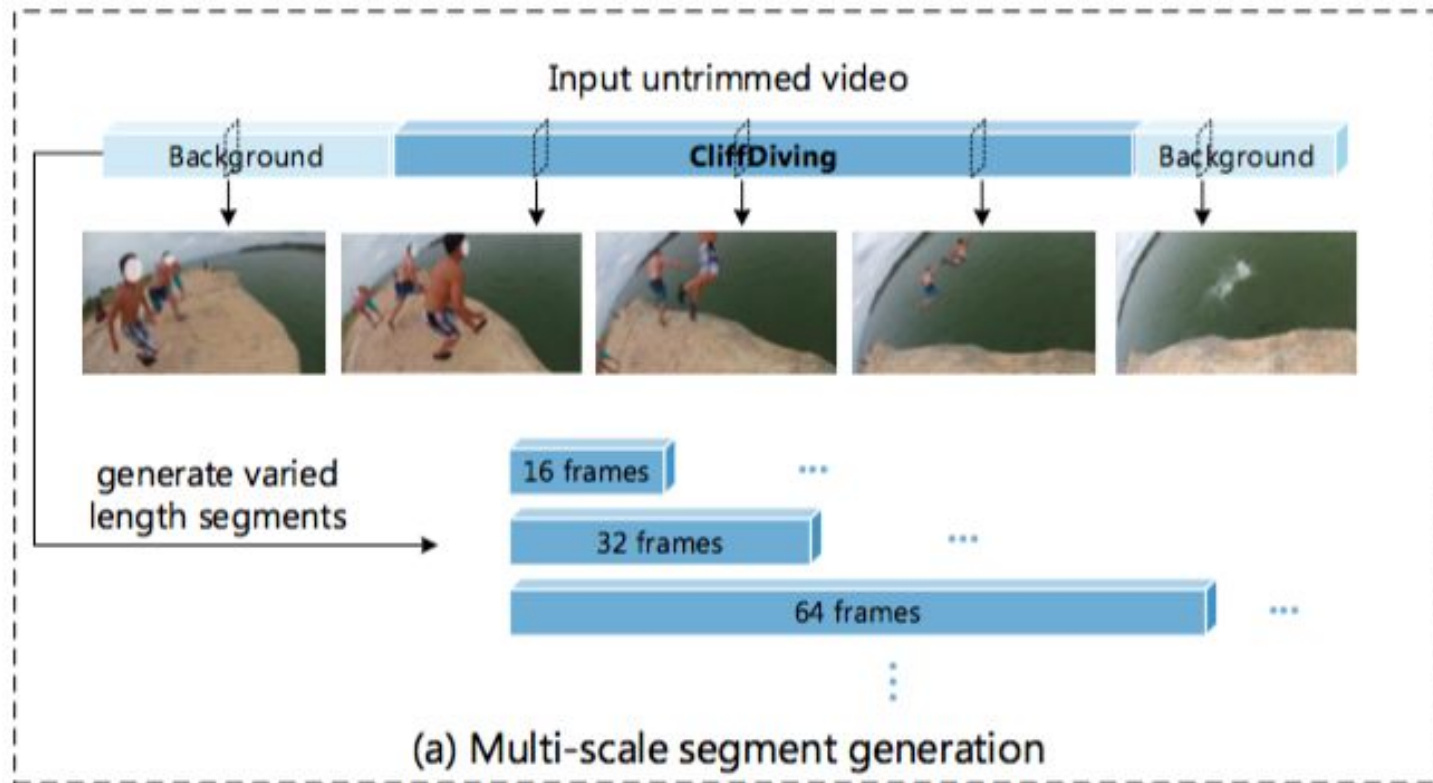 Input untrimmed video
Background CliffDiving Background
generate varied
length segments
16 frames ...
32 frames ...
64 frames ...
(a) Multi-scale segment generation